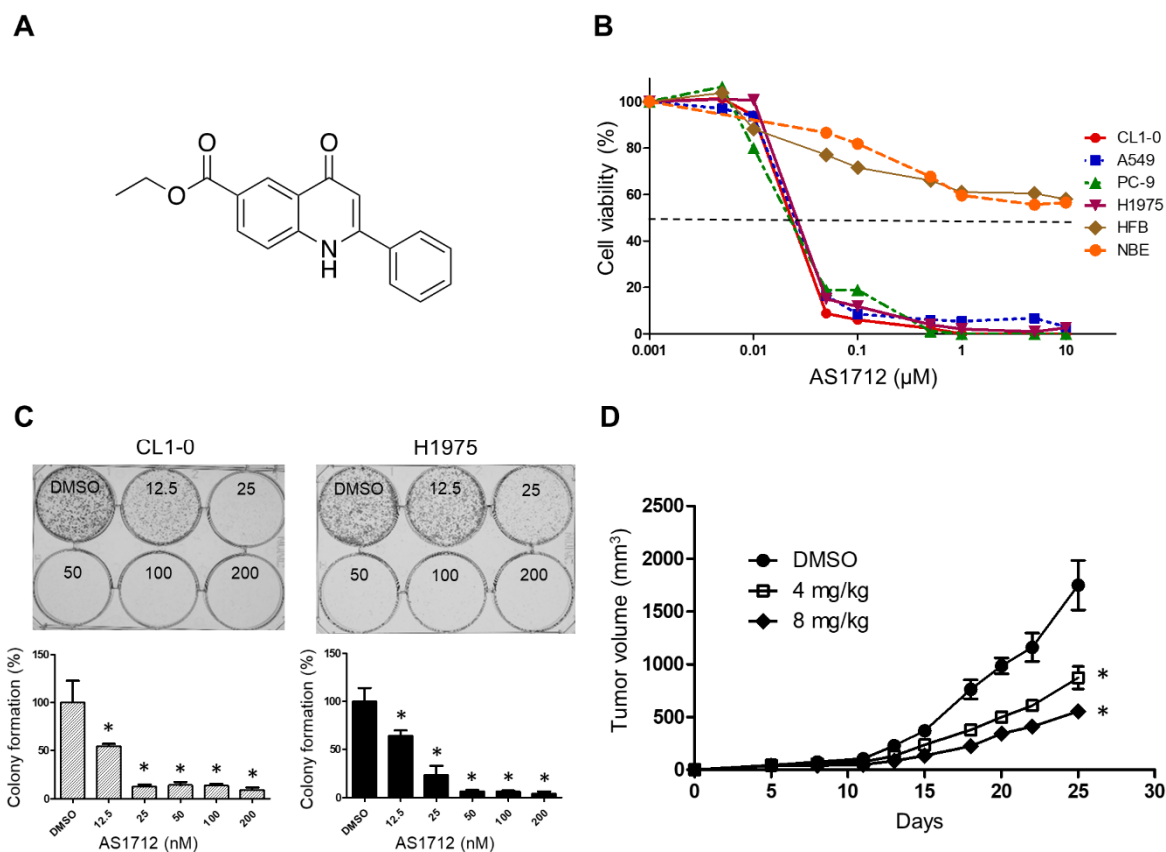 A
O
O
O
N
H
B
Cell viability (%)
100
80
60
40
20
0
0.001
0.01
0.1
1
10
AS1712 (µM)
CL1-0
A549
PC-9
H1975
HFB
NBE
C
CL1-0
DMSO
12.5
25
50
100
200
H1975
DMSO
12.5
25
50
100
200
Colony formation (%)
150
100
50
0
*
*
*
*
*
DMSO
12.5
25
50
100
200
AS1712 (nM)
Colony formation (%)
150
100
50
0
*
*
*
*
*
DMSO
12.5
25
50
100
200
AS1712 (nM)
D
Tumor volume (mm³)
2500
2000
1500
1000
500
0
DMSO
4 mg/kg
8 mg/kg
*
*
0
5
10
15
20
25
30
Days